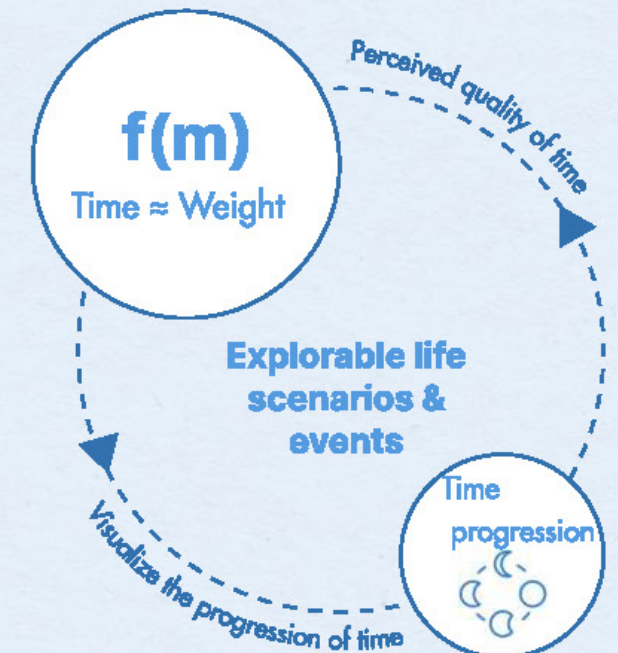 Perceived quality of time
f(m)
Time ≈ Weight
Explorable life
scenarios &
events
Time
progression
Visualize the progression of time